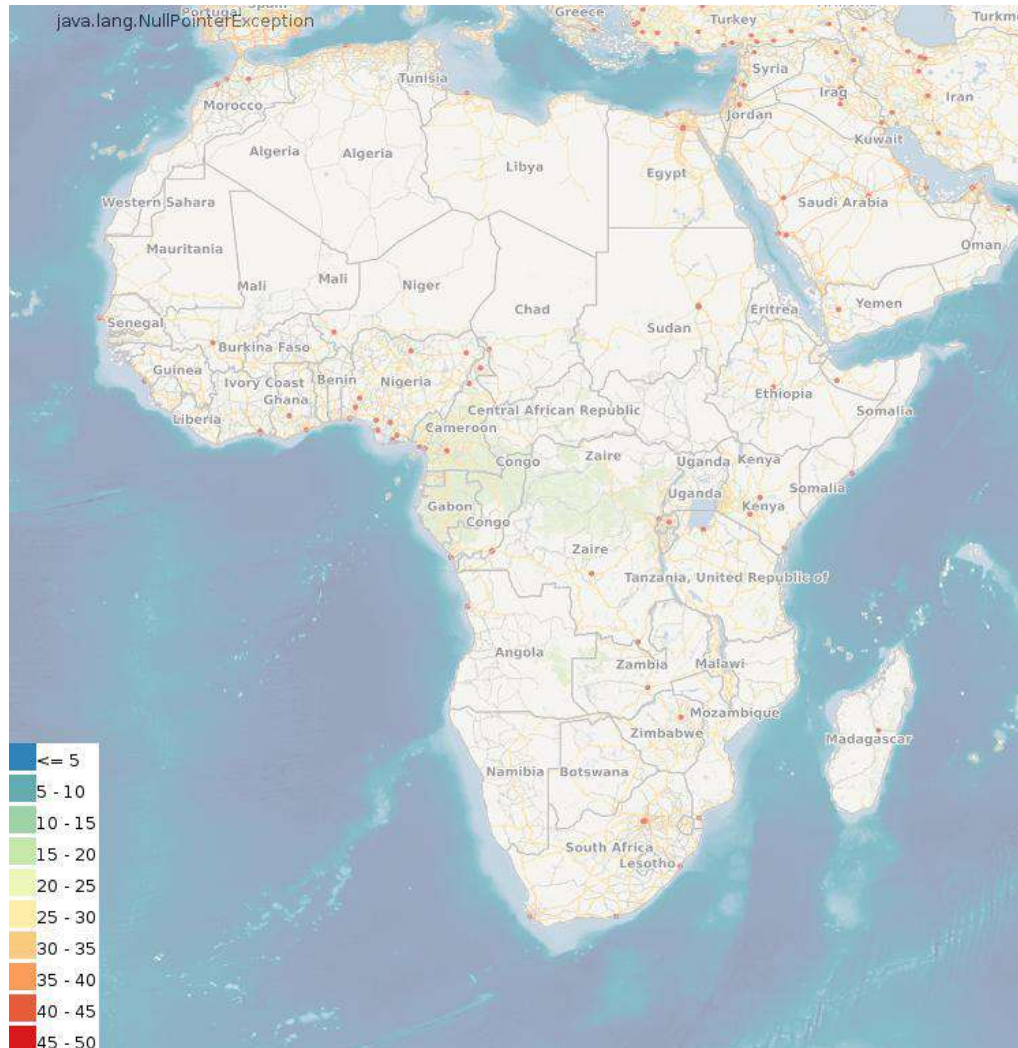 Portugal
Spain
Greece
Turkey
java.lang.NullPointerException
Tunisia
Syria
Iraq
Iran
Morocco
Jordan
Kuwait
Algeria
Algeria
Libya
Egypt
Western Sahara
Saudi Arabia
Mauritania
Oman
Mali
Mali
Niger
Chad
Yemen
Eritrea
Senegal
Sudan
Burkina Faso
Guinea
Ivory Coast
Benin
Nigeria
Ethiopia
Ghana
Liberia
Central African Republic
Somalia
Cameroon
Congo
Zaire
Uganda
Kenya
Somalia
Uganda
Gabon
Kenya
Congo
Zaire
Tanzania, United Republic of
Angola
Zambia
Malawi
Mozambique
Zimbabwe
Madagascar
Namibia
Botswana
South Africa
Lesotho
<= 5
5 - 10
10 - 15
15 - 20
20 - 25
25 - 30
30 - 35
35 - 40
40 - 45
45 - 50